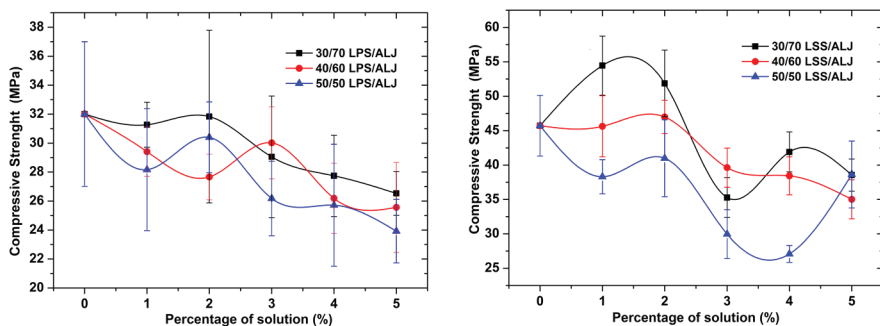 38
36
34
32
30
28
26
24
22
20
Compressive Strenght (MPa)
30/70 LPS/ALJ
40/60 LPS/ALJ
50/50 LPS/ALJ
0 1 2 3 4 5
Percentage of solution (%)
60
55
50
45
40
35
30
25
Compressive Strenght (MPa)
30/70 LSS/ALJ
40/60 LSS/ALJ
50/50 LSS/ALJ
0 1 2 3 4 5
Percentage of solution (%)